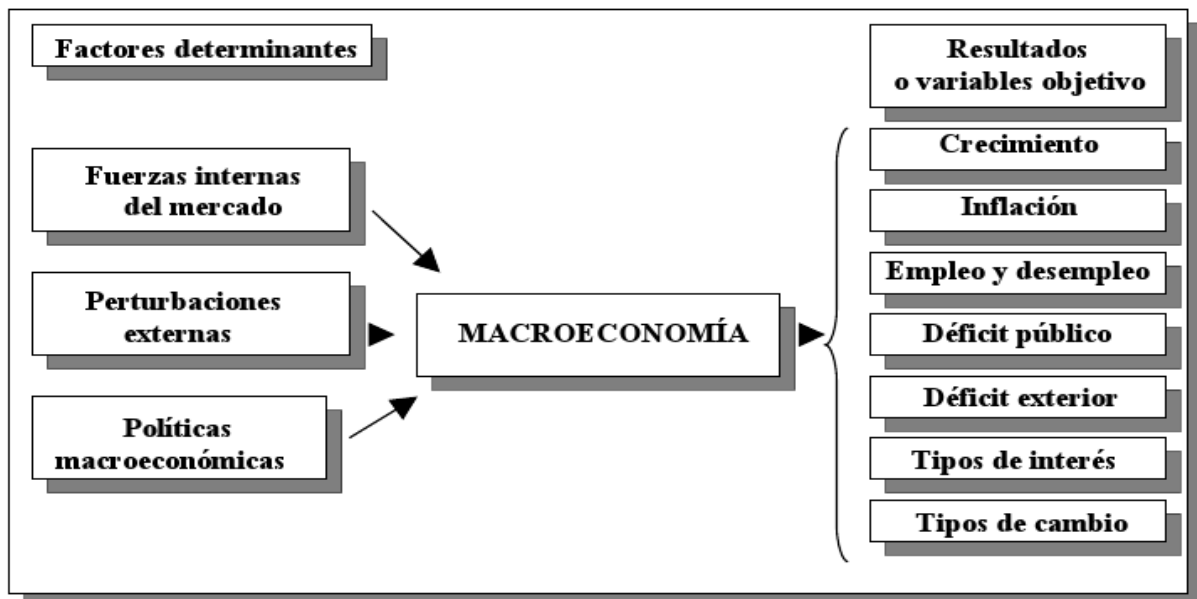 Factores determinantes
Fuerzas internas
del mercado
Perturbaciones
externas
Políticas
macroeconómicas
MACROECONOMÍA
Resultados
o variables objetivo
Crecimiento
Inflación
Empleo y desempleo
Déficit público
Déficit exterior
Tipos de interés
Tipos de cambio